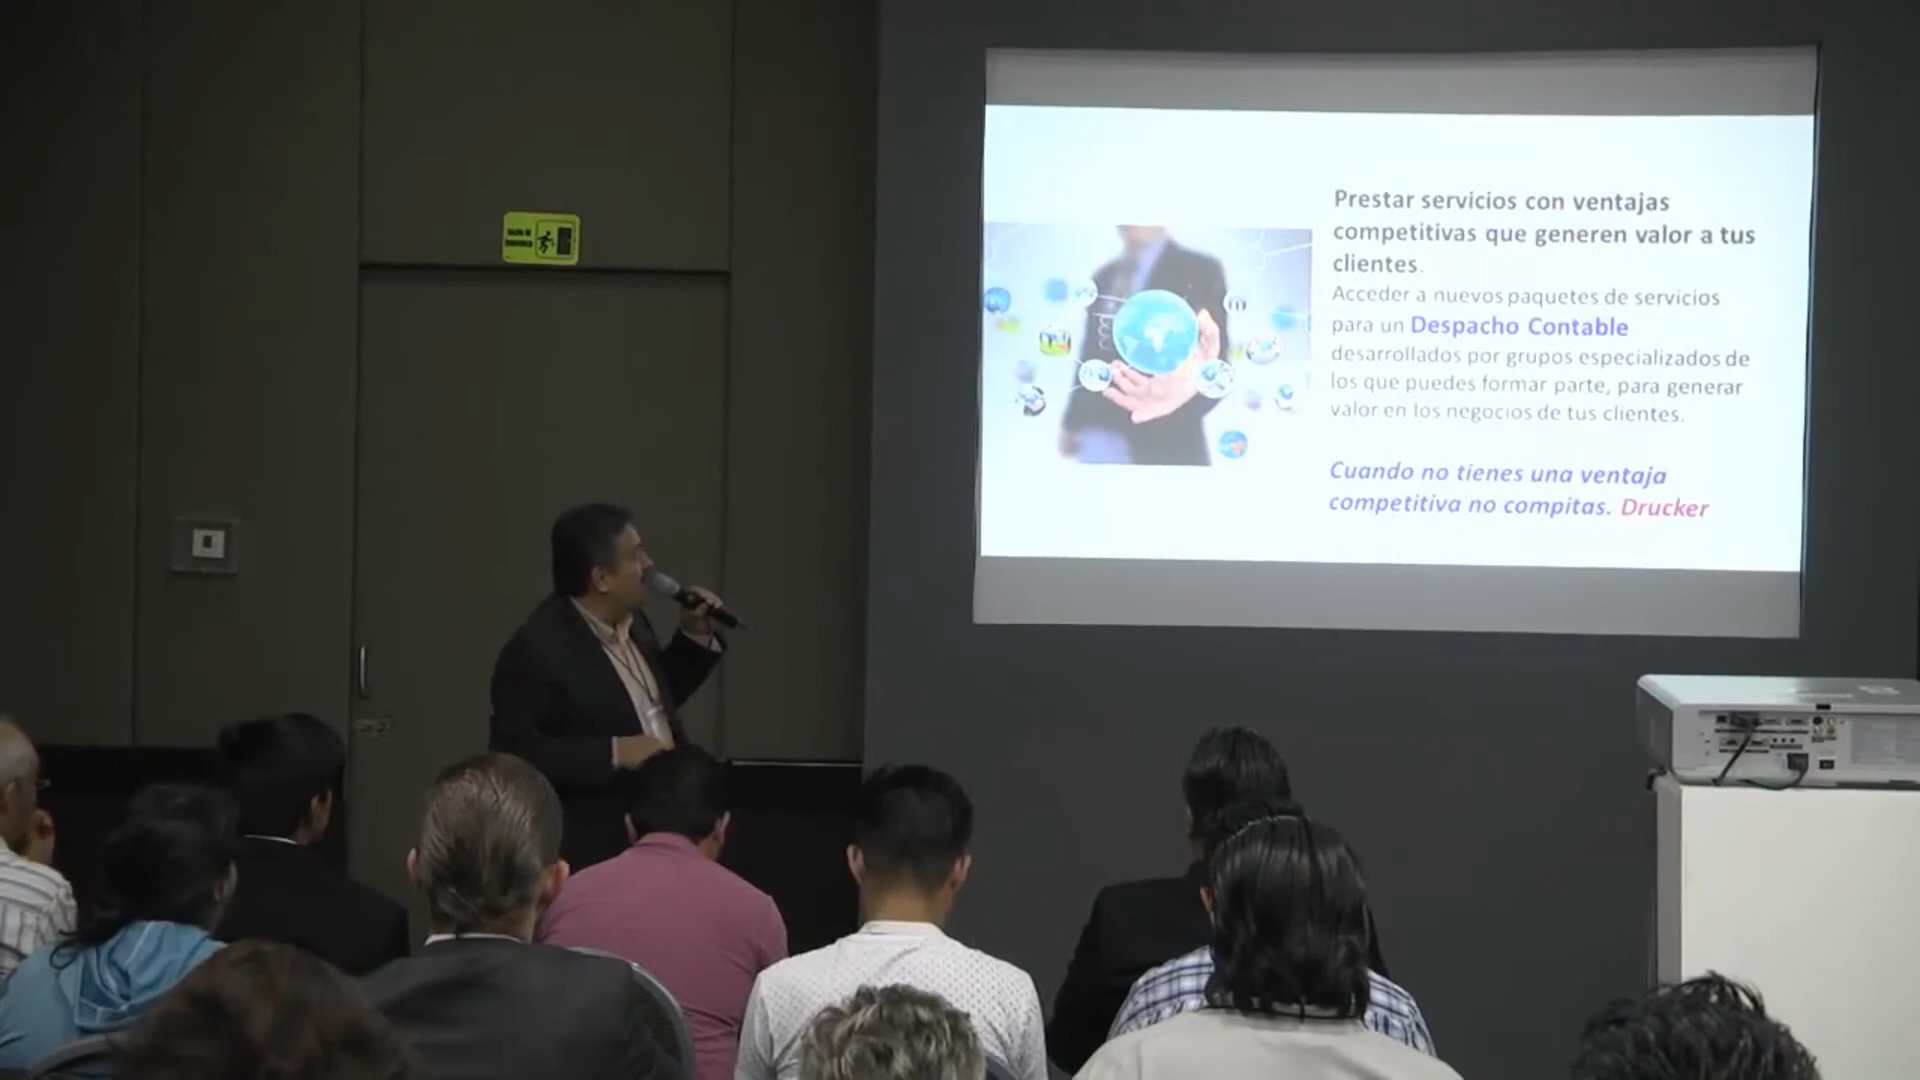 Prestar servicios con ventajas
competitivas que generen valor a tus
clientes.
Acceder a nuevos paquetes de servicios
para un Despacho Contable
desarrollados por grupos especializados de
los que puedes formar parte, para generar
valor en los negocios de tus clientes.
Cuando no tienes una ventaja
competitiva no compitas. Drucker